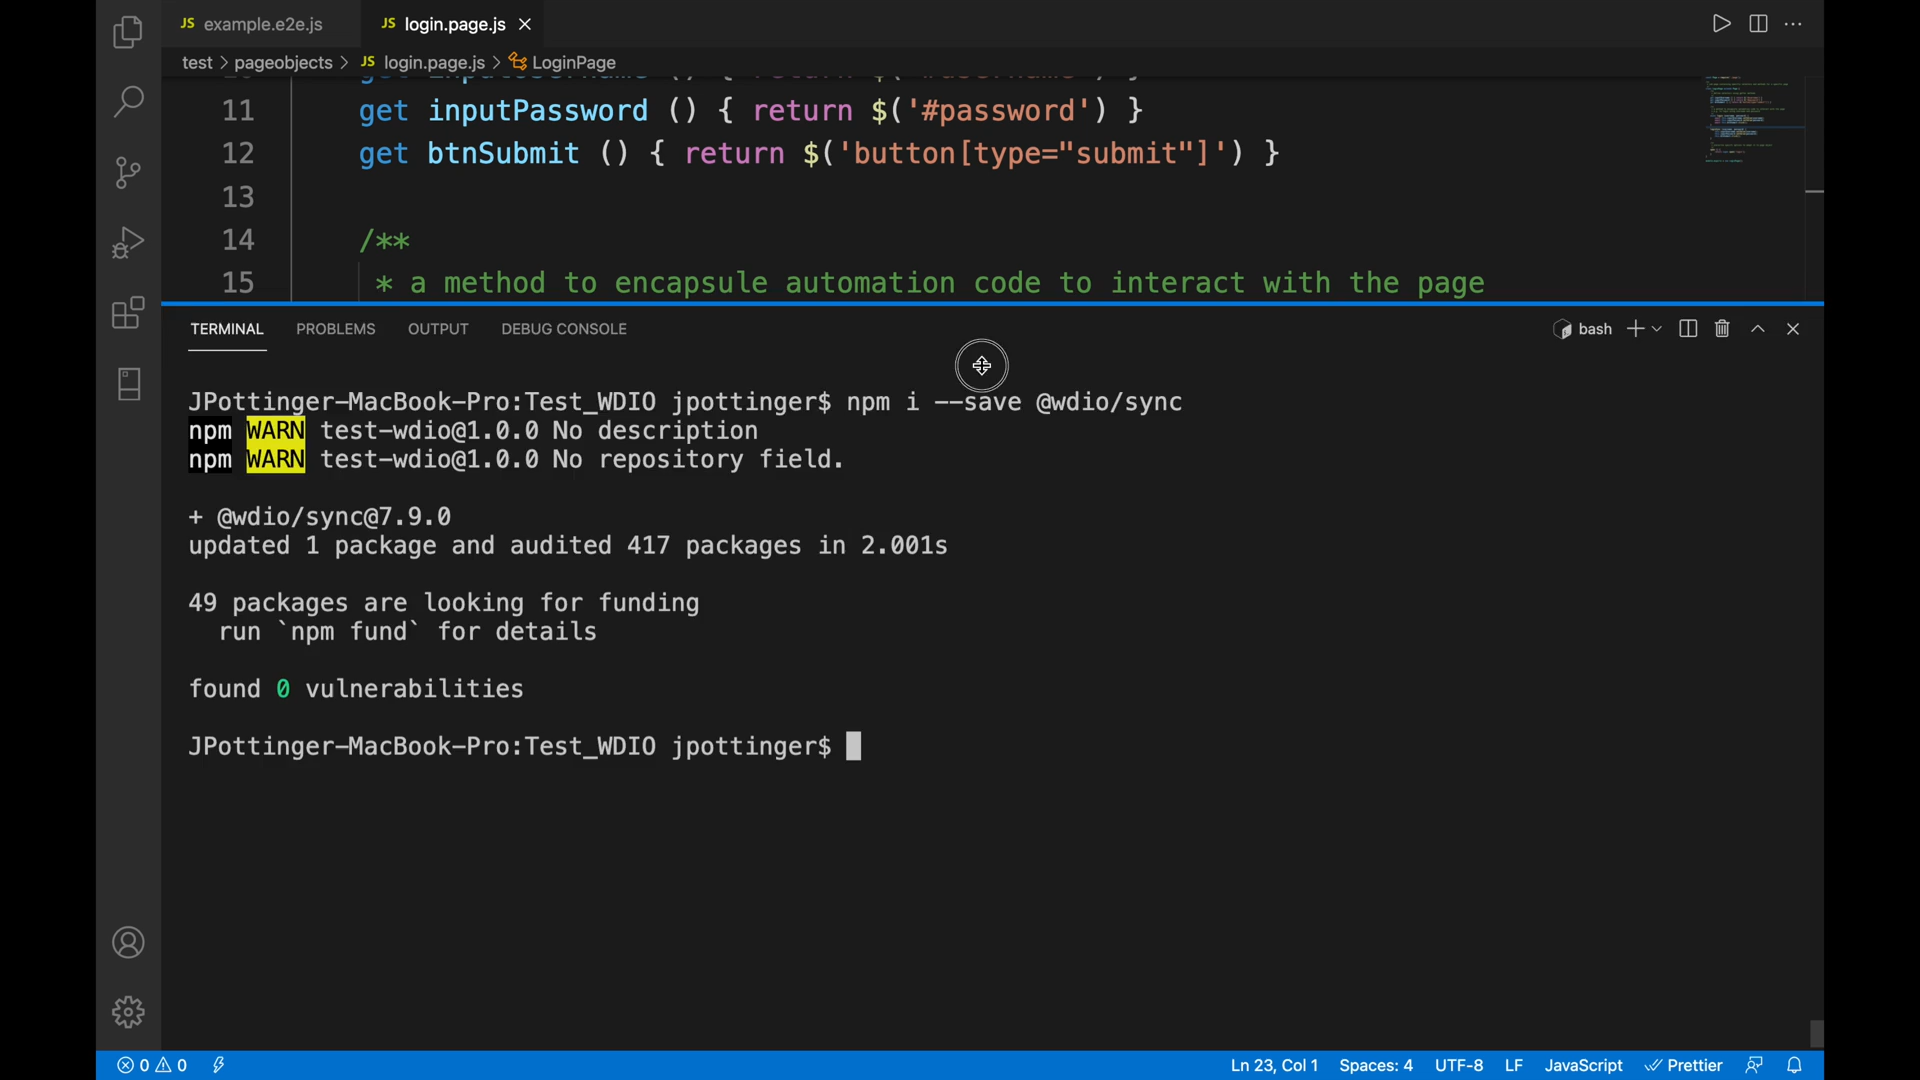 JS example.e2e.js
JS login.page.js
test > pageobjects > JS login.page.js > LoginPage
11 get inputPassword () { return $('#password') }
12 get btnSubmit () { return $('button[type="submit"]') }
13
14 /**
15 * a method to encapsule automation code to interact with the page
TERMINAL PROBLEMS OUTPUT DEBUG CONSOLE bash
JPottinger-MacBook-Pro:Test_WDIO jpottinger$ npm i --save @wdio/sync
npm WARN test-wdio@1.0.0 No description
npm WARN test-wdio@1.0.0 No repository field.
+ @wdio/sync@7.9.0
updated 1 package and audited 417 packages in 2.001s
49 packages are looking for funding
run `npm fund` for details
found 0 vulnerabilities
JPottinger-MacBook-Pro:Test_WDIO jpottinger$
0 0 Ln 23, Col 1 Spaces: 4 UTF-8 LF JavaScript Prettier